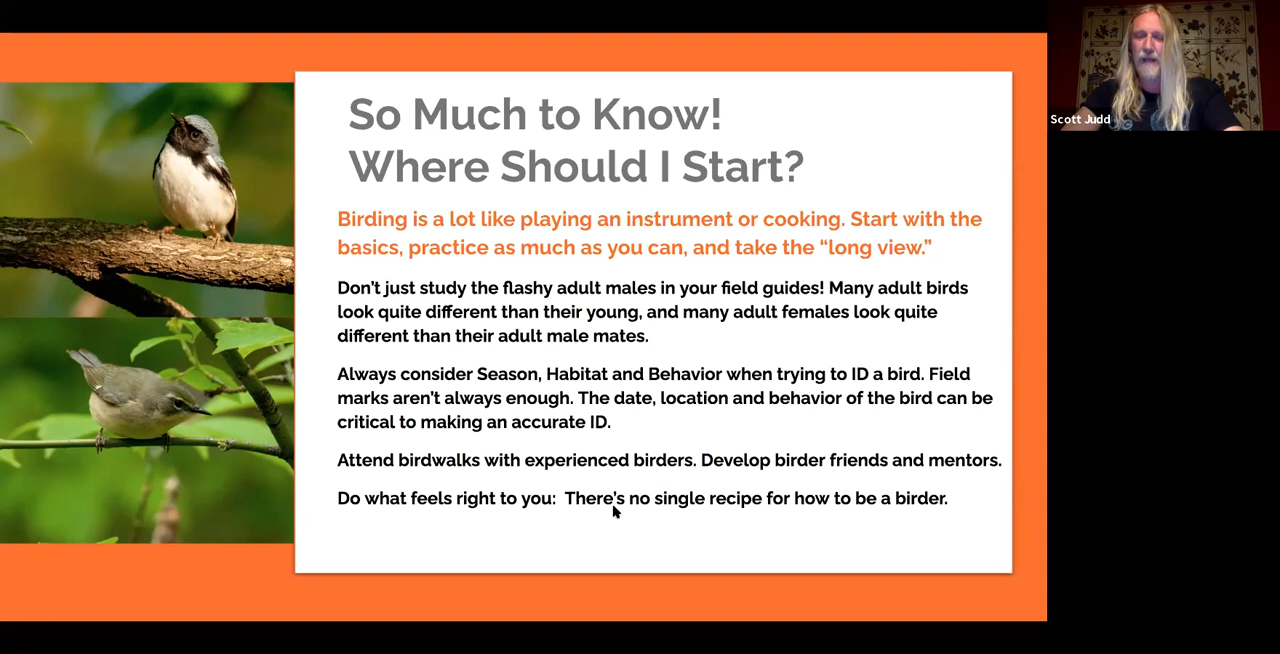 So Much to Know!
Where Should I Start?
Birding is a lot like playing an instrument or cooking. Start with the
basics, practice as much as you can, and take the “long view.”
Don’t just study the flashy adult males in your field guides! Many adult birds
look quite different than their young, and many adult females look quite
different than their adult male mates.
Always consider Season, Habitat and Behavior when trying to ID a bird. Field
marks aren’t always enough. The date, location and behavior of the bird can be
critical to making an accurate ID.
Attend birdwalks with experienced birders. Develop birder friends and mentors.
Do what feels right to you:  There’s no single recipe for how to be a birder.
Scott Judd